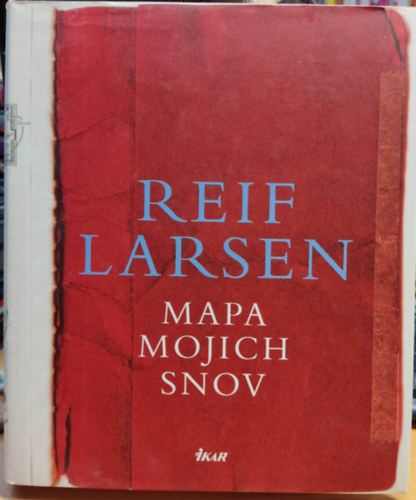 REIF
LARSEN
MAPA
MOJICH
SNOV
IKAR